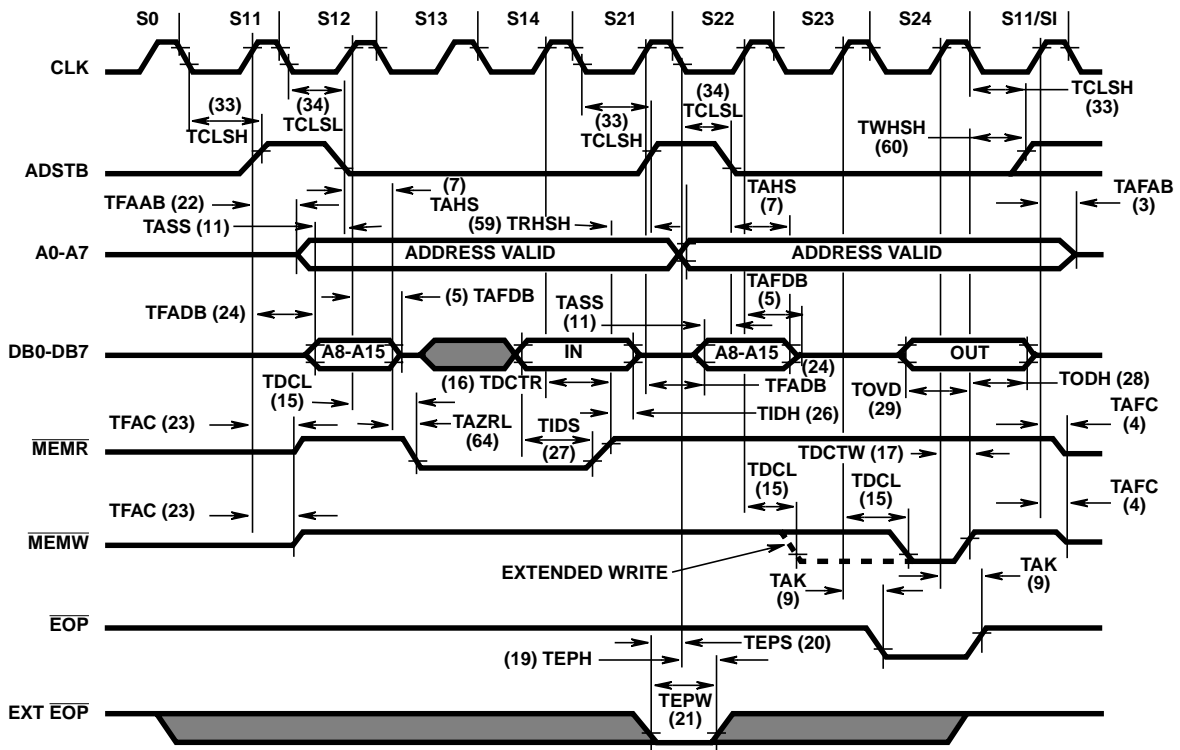 S0 S11 S12 S13 S14 S21 S22 S23 S24 S11/SI
CLK
(33)
TCLSH
(34)
TCLSL
(33)
TCLSH
(34)
TCLSL
TCLSH
(33)
TWHSH
(60)
ADSTB
TFAAB (22)
TASS (11)
(7)
TAHS
(59) TRHSH
TAHS
(7)
TAFAB
(3)
A0-A7
ADDRESS VALID
ADDRESS VALID
TFADB (24)
(5) TAFDB
TASS
(11)
TAFDB
(5)
DB0-DB7
A8-A15
IN
A8-A15
OUT
(24)
TFADB
TDCL
(15)
(16) TDCTR
TOVD
(29)
TODH (28)
TFAC (23)
TAZRL
(64)
TIDS
(27)
TIDH (26)
TAFC
(4)
MEMR
TDCTW (17)
TDCL
(15)
TDCL
(15)
TFAC (23)
TAFC
(4)
MEMW
EXTENDED WRITE
TAK
(9)
TAK
(9)
EOP
TEPS (20)
(19) TEPH
TEPW
(21)
EXT EOP